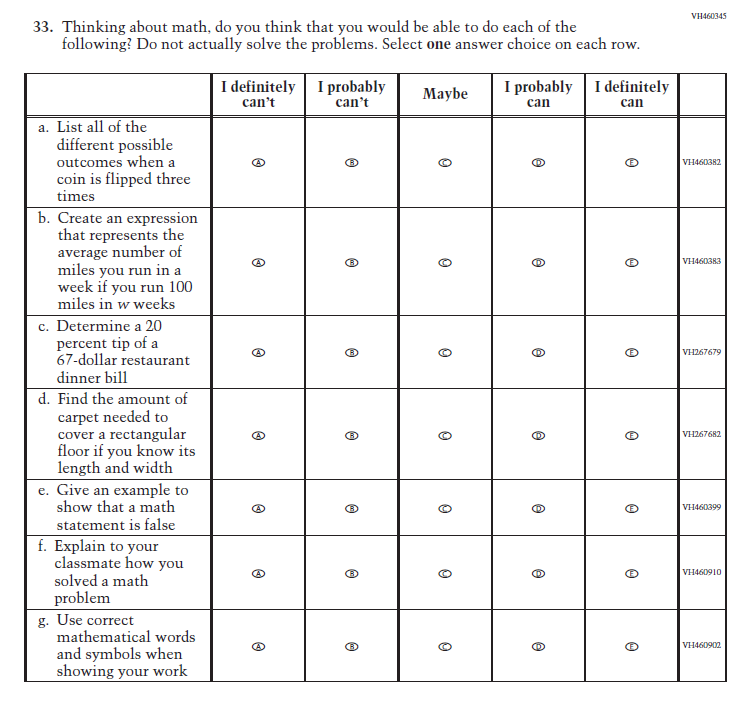 VH460345
33. Thinking about math, do you think that you would be able to do each of the
following? Do not actually solve the problems. Select one answer choice on each row.
I definitely can't I probably can't Maybe I probably can I definitely can
a. List all of the
different possible
outcomes when a
coin is flipped three
times
A B C D E VH460382
b. Create an expression
that represents the
average number of
miles you run in a
week if you run 100
miles in w weeks
A B C D E VH460383
c. Determine a 20
percent tip of a
67-dollar restaurant
dinner bill
A B C D E VH267679
d. Find the amount of
carpet needed to
cover a rectangular
floor if you know its
length and width
A B C D E VH267682
e. Give an example to
show that a math
statement is false
A B C D E VH460399
f. Explain to your
classmate how you
solved a math
problem
A B C D E VH460910
g. Use correct
mathematical words
and symbols when
showing your work
A B C D E VH460902